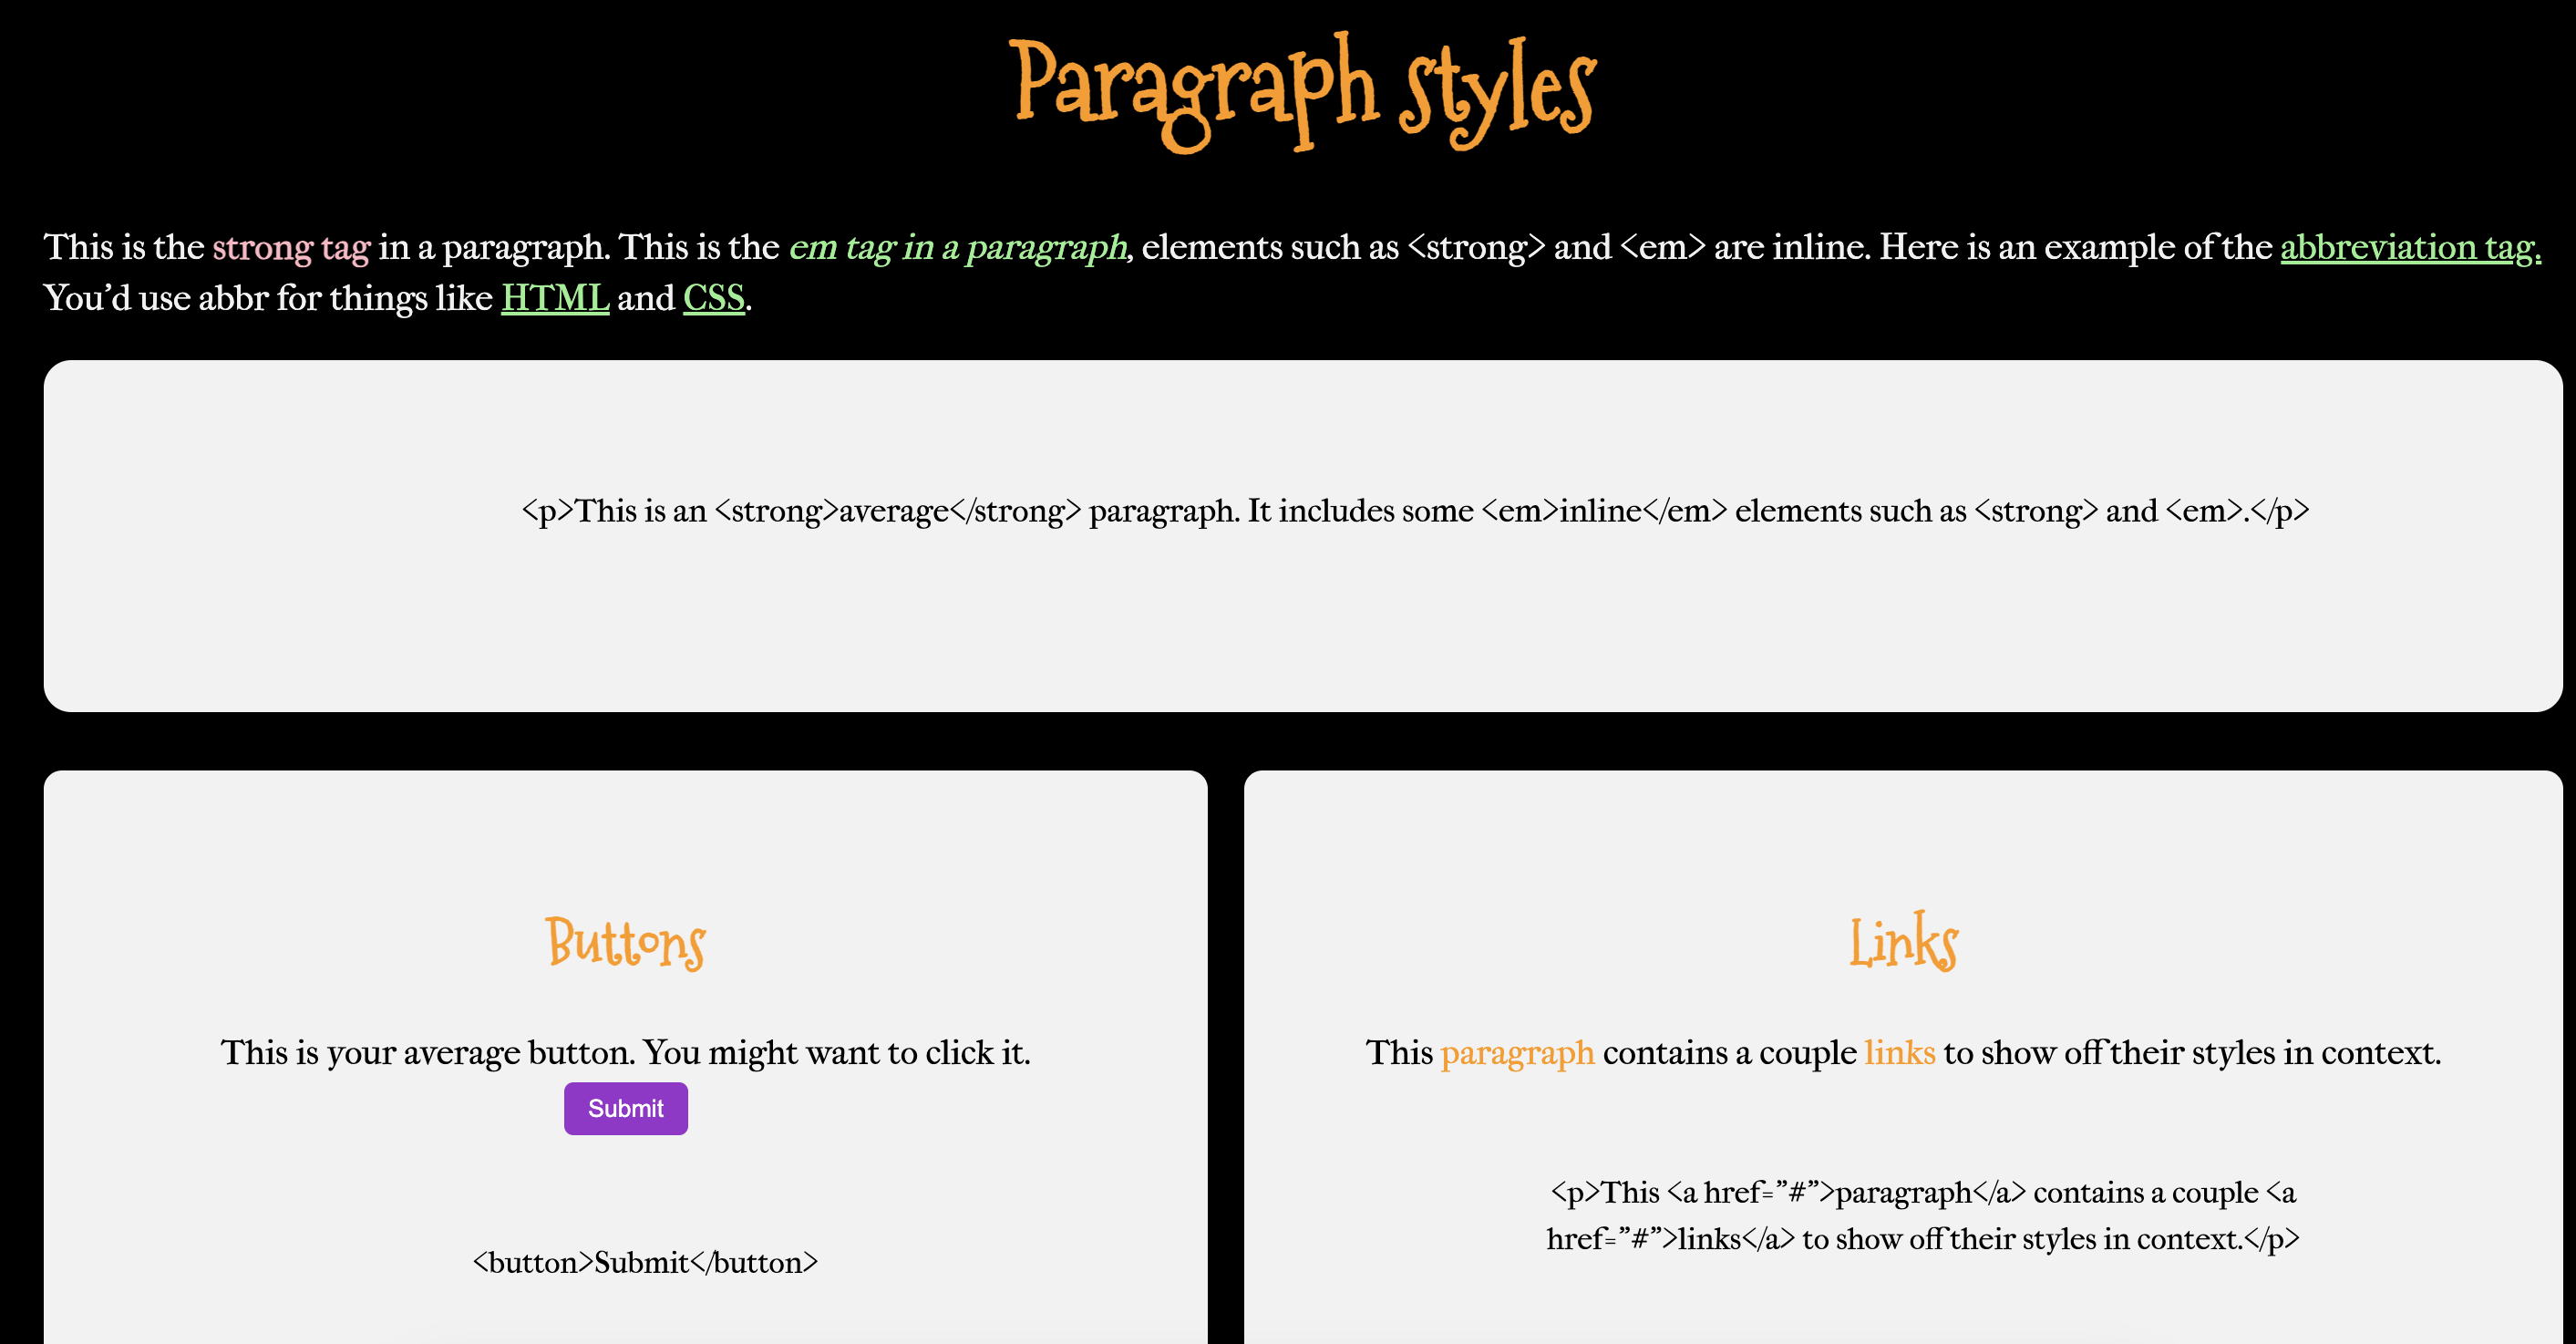 Paragraph styles
This is the strong tag in a paragraph. This is the em tag in a paragraph, elements such as <strong> and <em> are inline. Here is an example of the abbreviation tag.
You’d use abbr for things like HTML and CSS.
<p>This is an <strong>average</strong> paragraph. It includes some <em>inline</em> elements such as <strong> and <em>.</p>
Buttons
This is your average button. You might want to click it.
Submit
<button>Submit</button>
Links
This paragraph contains a couple links to show off their styles in context.
<p>This <a href=”#”>paragraph</a> contains a couple <a
href=”#”>links</a> to show off their styles in context.</p>